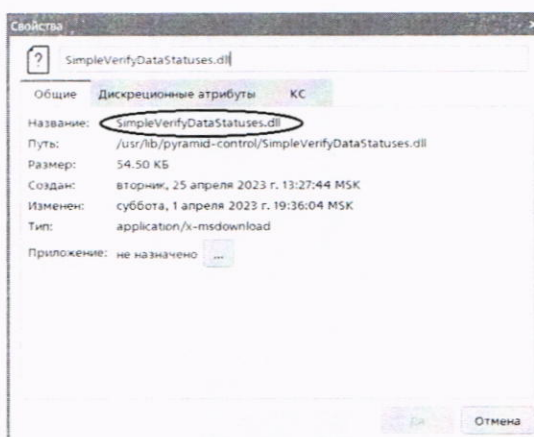 Свойства
SimpleVerifyDataStatuses.dll
Общие Дискреционные атрибуты КС
Название: SimpleVerifyDataStatuses.dll
Путь: /usr/lib/pyramid-control/SimpleVerifyDataStatuses.dll
Размер: 54.50 КБ
Создан: вторник, 25 апреля 2023 г. 13:27:44 MSK
Изменен: суббота, 1 апреля 2023 г. 19:36:04 MSK
Тип: application/x-msdownload
Приложение: не назначено ...
Да Отмена